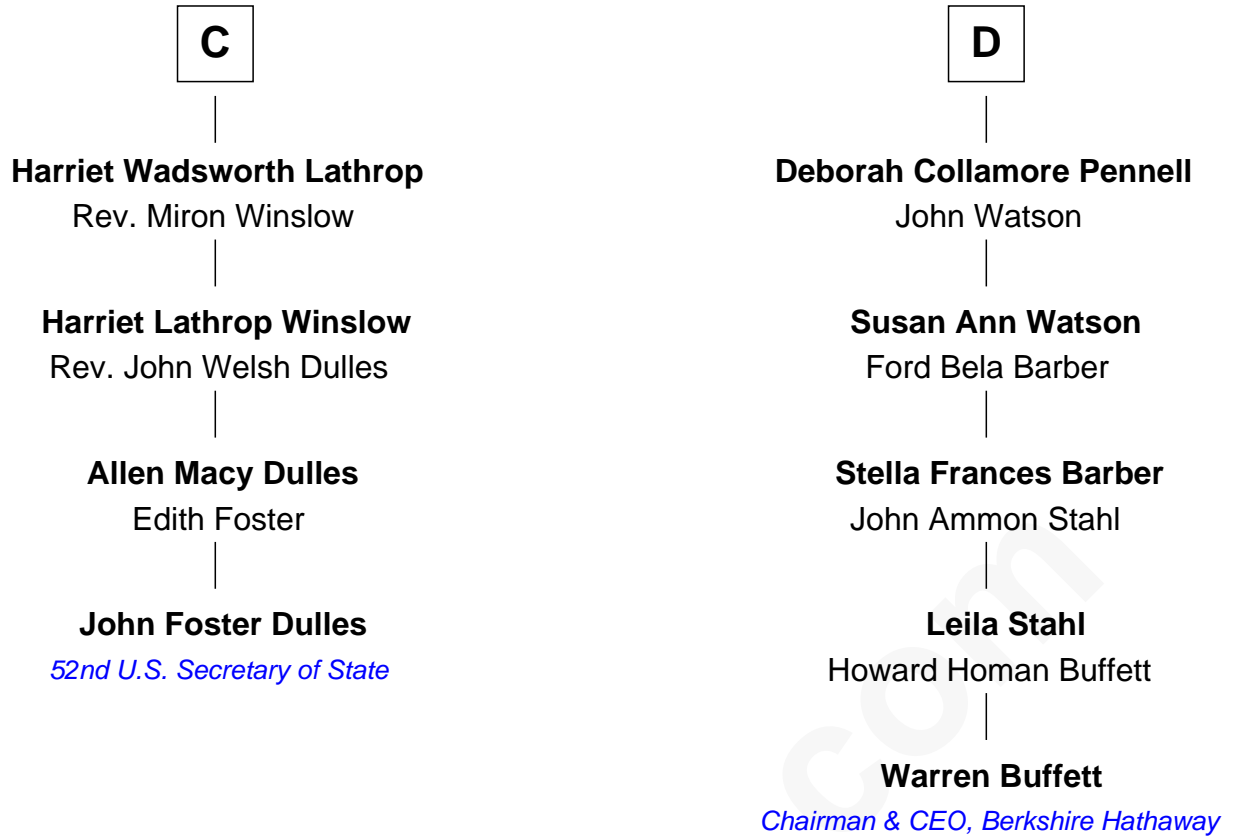 C
Harriet Wadsworth Lathrop
Rev. Miron Winslow
Harriet Lathrop Winslow
Rev. John Welsh Dulles
Allen Macy Dulles
Edith Foster
John Foster Dulles
52nd U.S. Secretary of State
D
Deborah Collamore Pennell
John Watson
Susan Ann Watson
Ford Bela Barber
Stella Frances Barber
John Ammon Stahl
Leila Stahl
Howard Homan Buffett
Warren Buffett
Chairman & CEO, Berkshire Hathaway
com